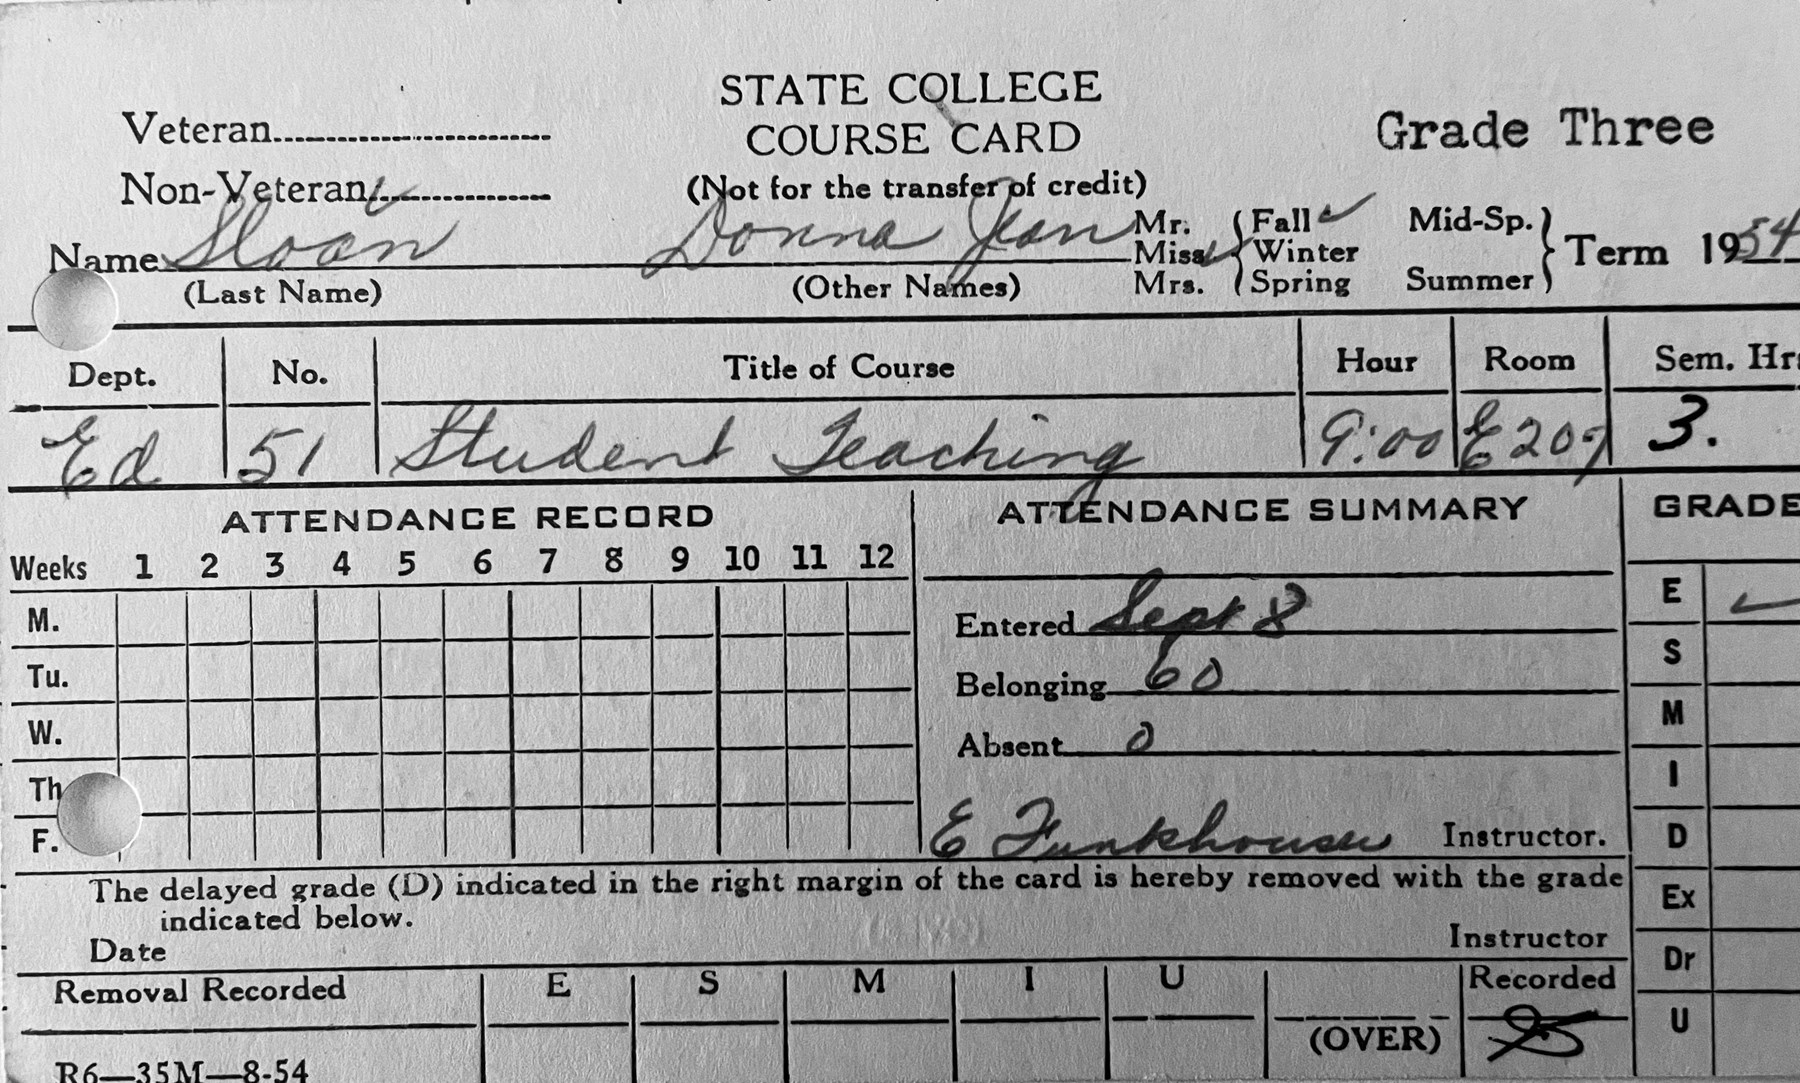 STATE COLLEGE
COURSE CARD
(Not for the transfer of credit)
Veteran
Non-Veteran ✓
Grade Three
Name Sloan Donna Jean
(Last Name) (Other Names)
Mr.
Miss ✓
Mrs.
Fall ✓
Winter
Spring
Mid-Sp.
Summer
Term 1954
Dept. No. Title of Course Hour Room Sem. Hrs
Ed 51 Student Teaching 9:00 E207 3.
ATTENDANCE RECORD
Weeks 1 2 3 4 5 6 7 8 9 10 11 12
M.
Tu.
W.
Th
F.
ATTENDANCE SUMMARY
Entered Sept 8
Belonging 60
Absent 0
E Funkhouser Instructor.
GRADE
E ✓
S
M
I
D
Ex
Dr
U
The delayed grade (D) indicated in the right margin of the card is hereby removed with the grade
indicated below.
Date Instructor
Removal Recorded E S M I U Recorded
(OVER)
R6—35M—8-54